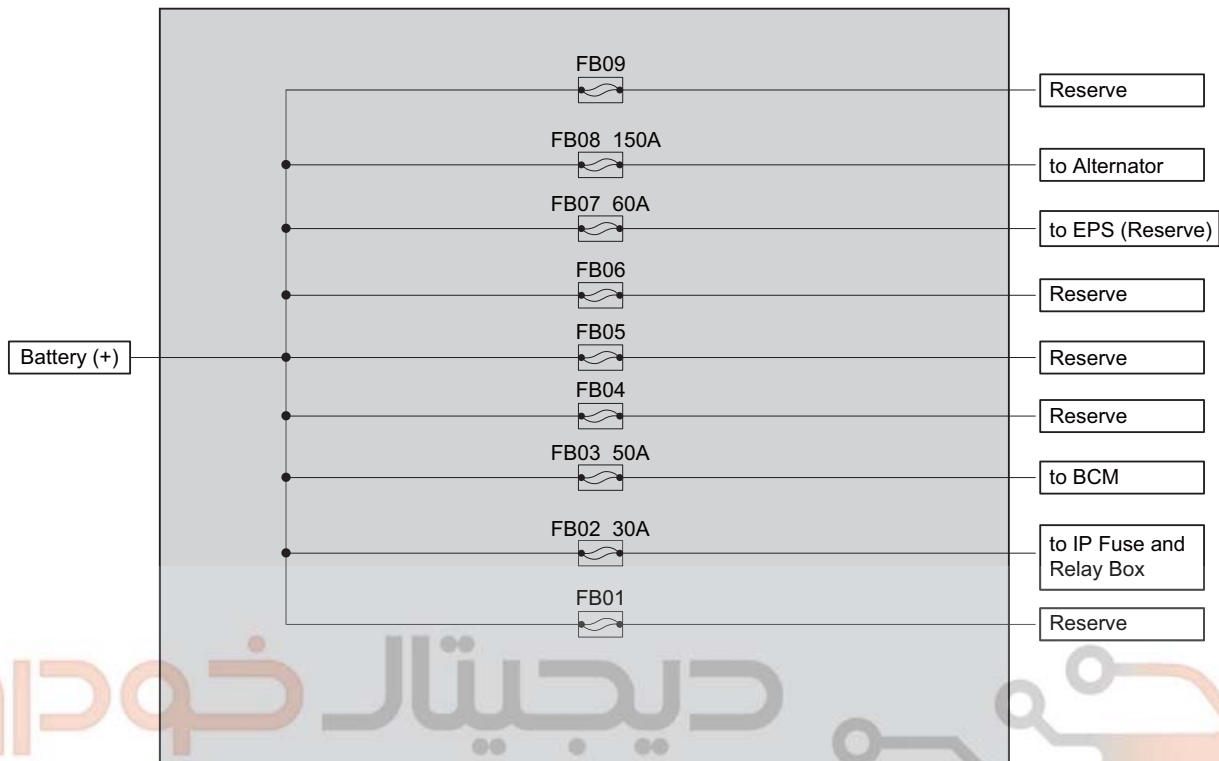 FB09
Reserve
FB08 150A
to Alternator
FB07 60A
to EPS (Reserve)
FB06
Reserve
FB05
Battery (+)
Reserve
FB04
Reserve
FB03 50A
to BCM
FB02 30A
to IP Fuse and
Relay Box
FB01
Reserve
دیجیتال